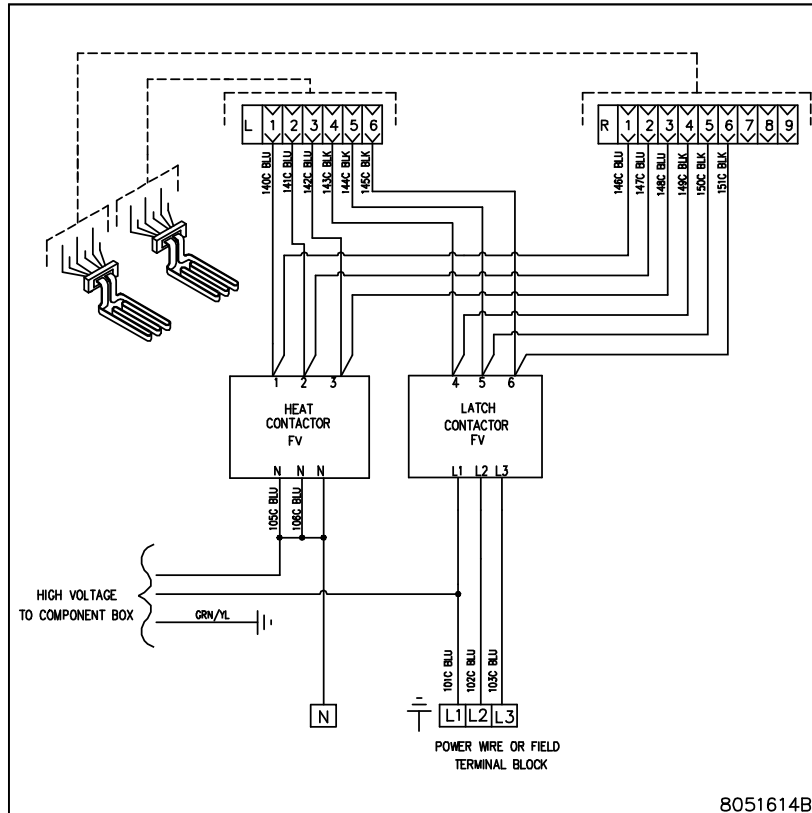 L 1 2 3 4 5 6
R 1 2 3 4 5 6 7 8 9
140C BLU
141C BLU
142C BLU
143C BLK
144C BLK
145C BLK
146C BLU
147C BLU
148C BLU
149C BLK
150C BLK
151C BLK
1 2 3
HEAT
CONTACTOR
FV
N N N
4 5 6
LATCH
CONTACTOR
FV
L1 L2 L3
105C BLU
106C BLU
HIGH VOLTAGE
TO COMPONENT BOX
GRN/YL
101C BLU
102C BLU
103C BLU
N
L1 L2 L3
POWER WIRE OR FIELD
TERMINAL BLOCK
8051614B